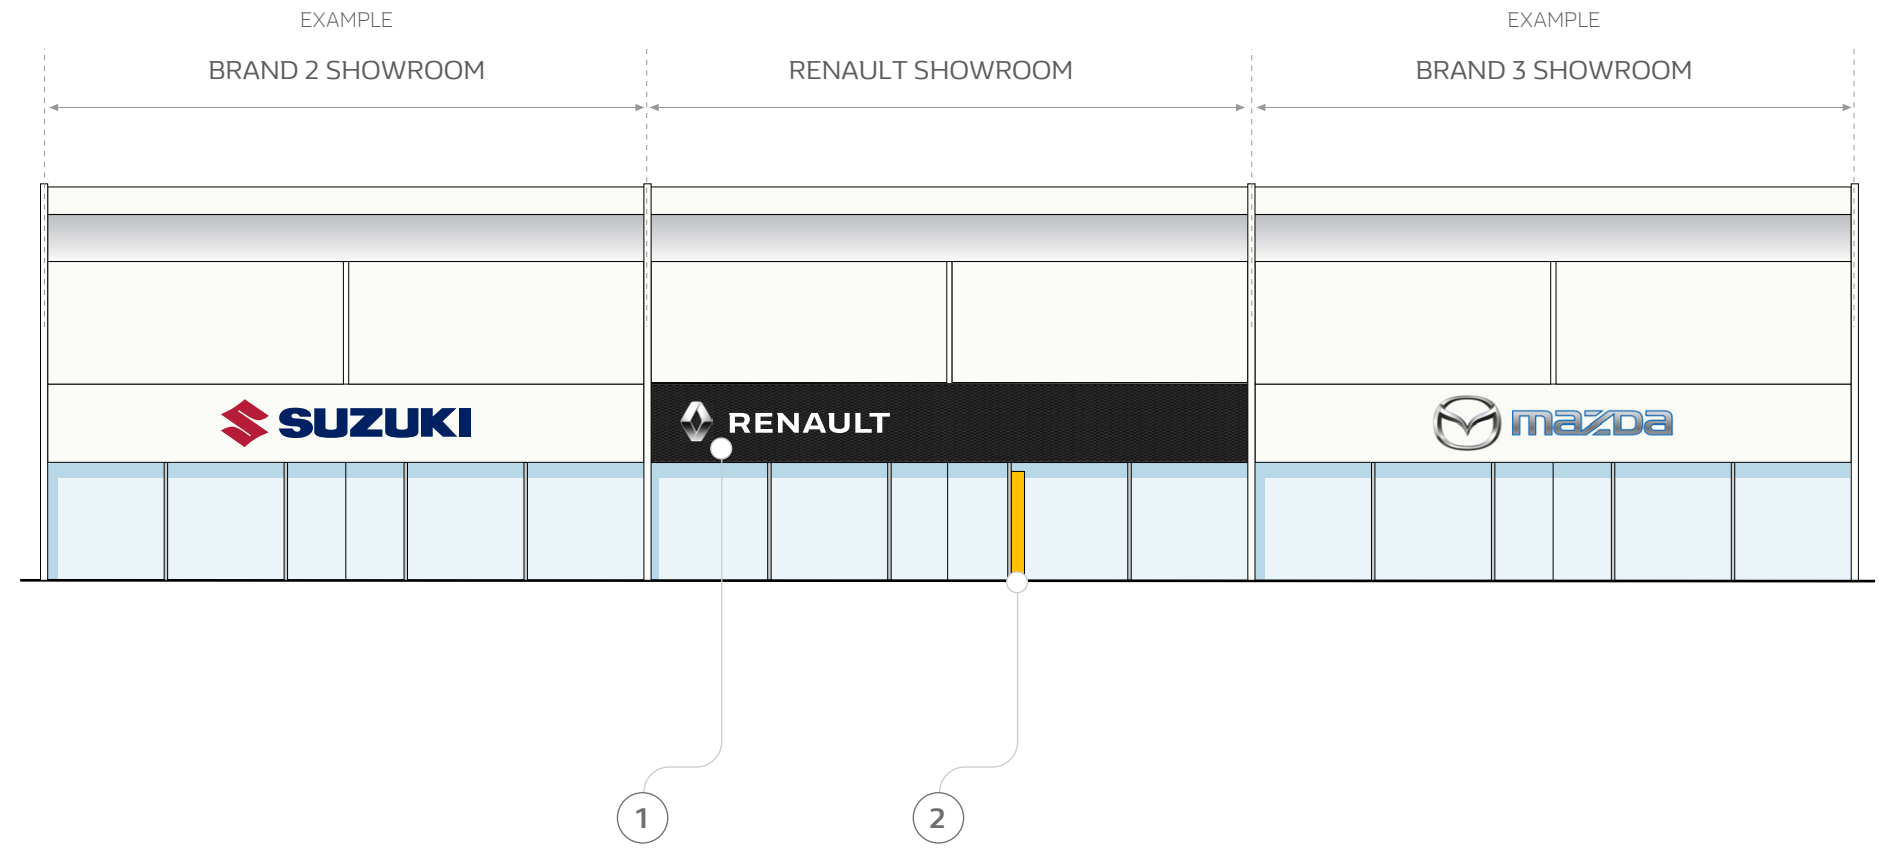 EXAMPLE
EXAMPLE
BRAND 2 SHOWROOM
RENAULT SHOWROOM
BRAND 3 SHOWROOM
SUZUKI
RENAULT
mazda
1
2